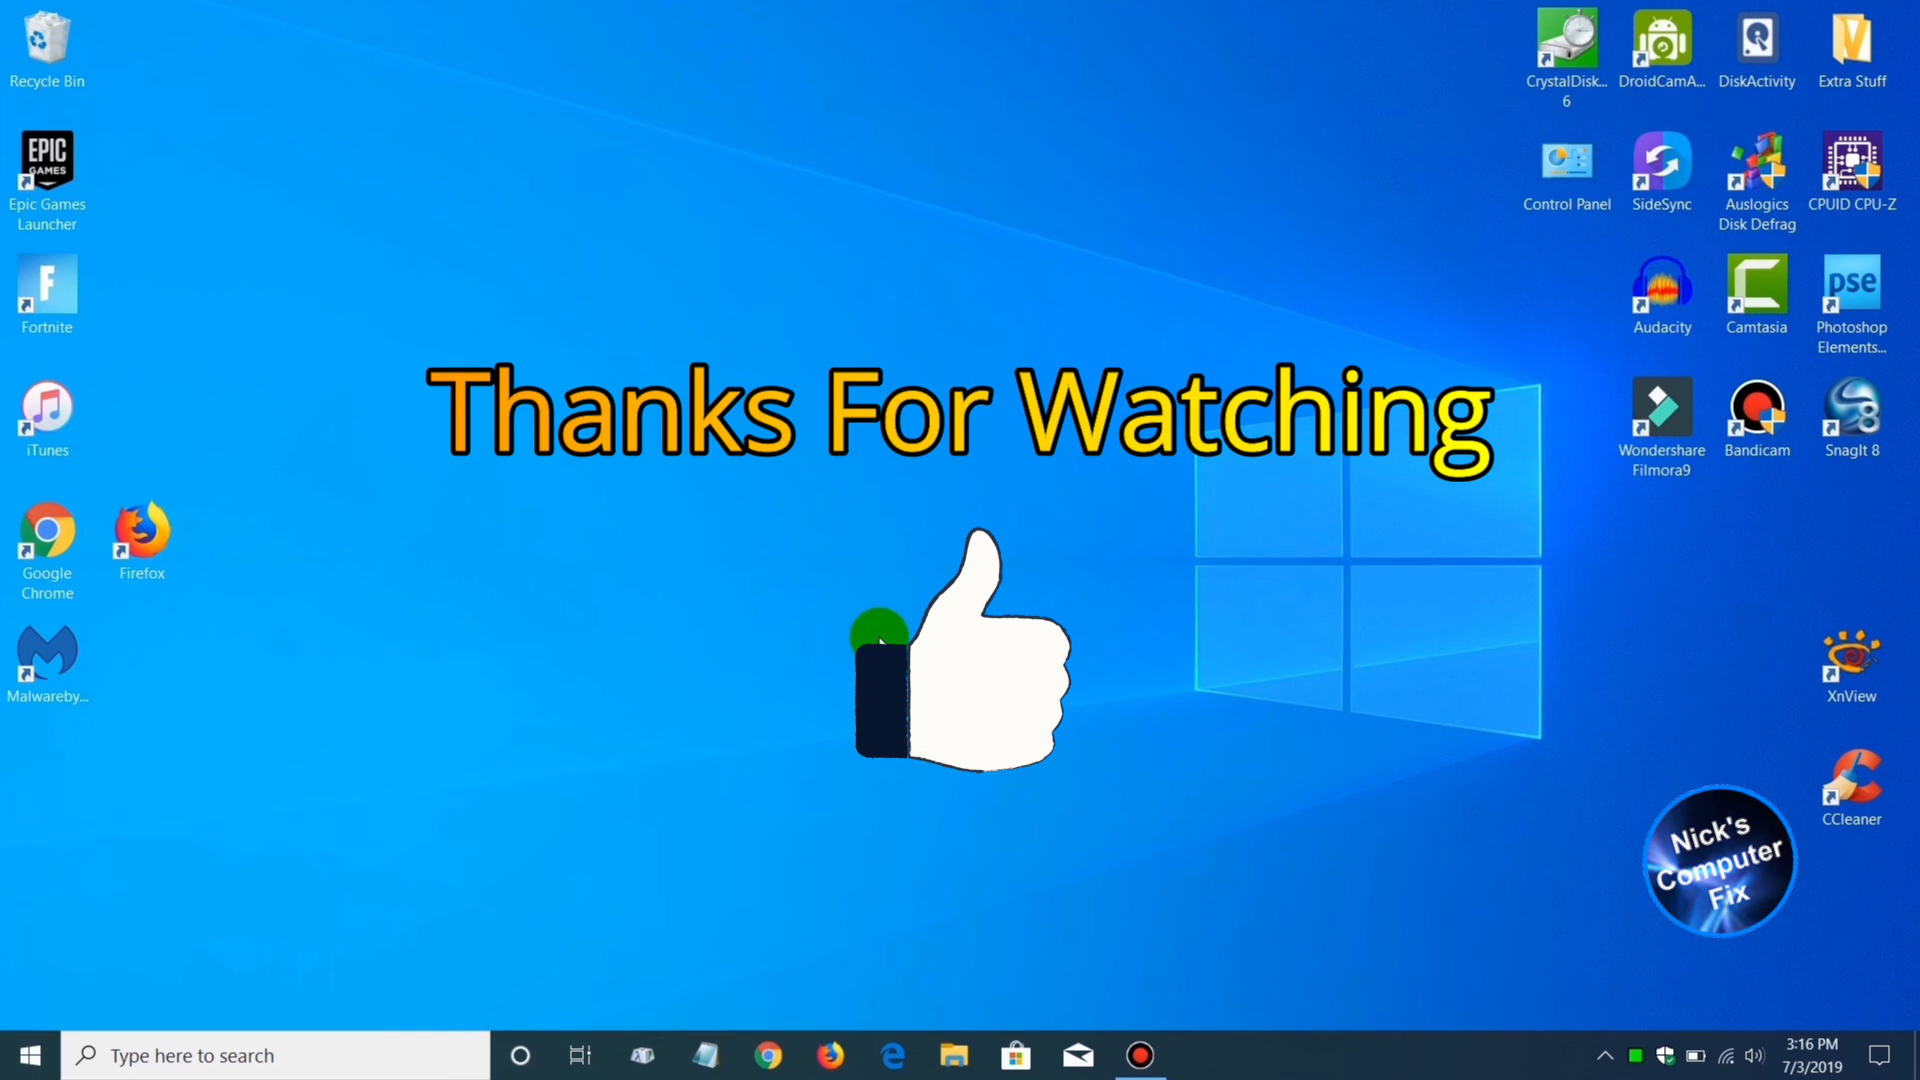 Recycle Bin
EPIC
GAMES
Epic Games
Launcher
F
Fortnite
iTunes
Google
Chrome
Firefox
Malwareby...
Thanks For Watching
CrystalDisk...
6
DroidCamA...
DiskActivity
Extra Stuff
Control Panel
SideSync
Auslogics
Disk Defrag
CPUID CPU-Z
Audacity
Camtasia
pse
Photoshop
Elements...
Wondershare
Filmora9
Bandicam
S8
SnagIt 8
XnView
CCleaner
Nick's
Computer
Fix
Type here to search
3:16 PM
7/3/2019